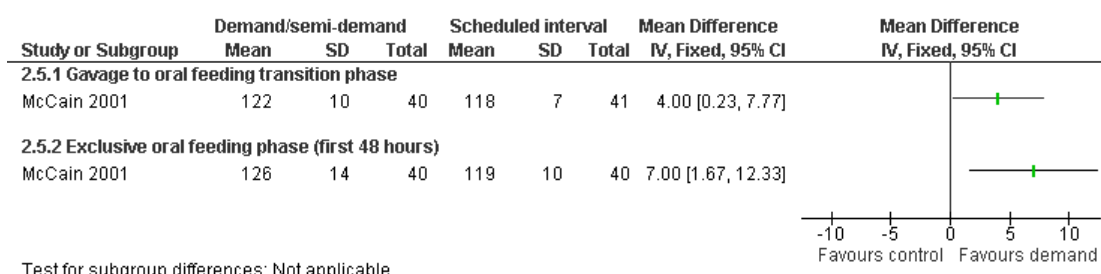 Demand/semi-demand Scheduled interval Mean Difference Mean Difference
Study or Subgroup Mean SD Total Mean SD Total IV, Fixed, 95% CI IV, Fixed, 95% CI
2.5.1 Gavage to oral feeding transition phase
McCain 2001 122 10 40 118 7 41 4.00 [0.23, 7.77]
2.5.2 Exclusive oral feeding phase (first 48 hours)
McCain 2001 126 14 40 119 10 40 7.00 [1.67, 12.33]
-10 -5 0 5 10
Favours control Favours demand
Test for subgroup differences: Not applicable